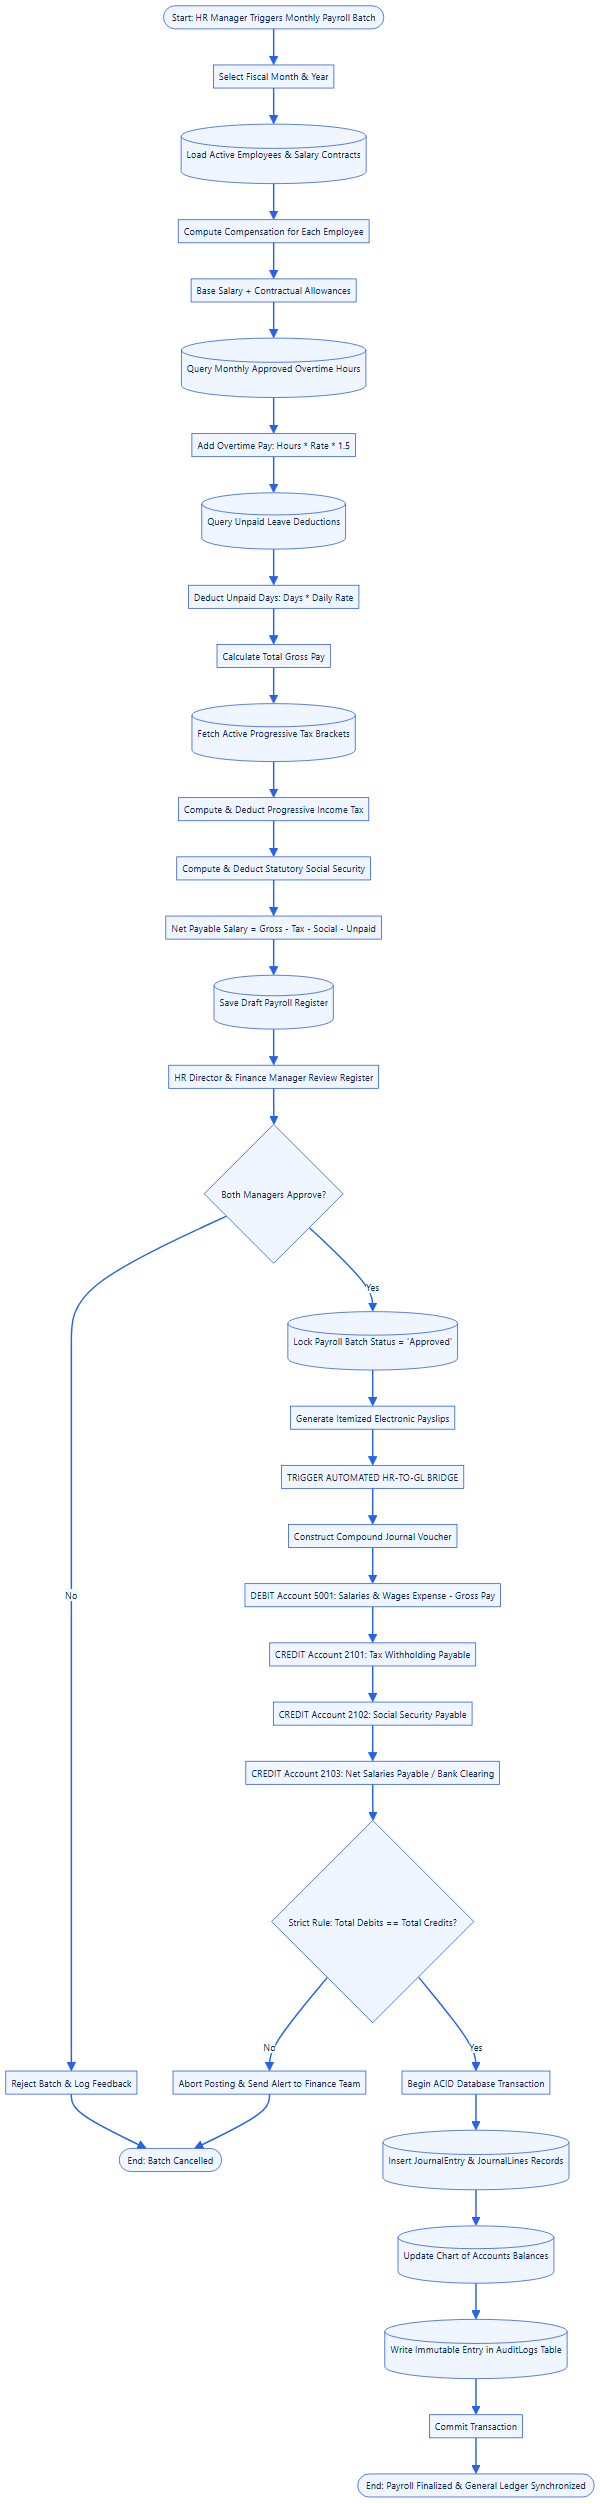 Start: HR Manager Triggers Monthly Payroll Batch
Select Fiscal Month & Year
Load Active Employees & Salary Contracts
Compute Compensation for Each Employee
Base Salary + Contractual Allowances
Query Monthly Approved Overtime Hours
Add Overtime Pay: Hours * Rate * 1.5
Query Unpaid Leave Deductions
Deduct Unpaid Days: Days * Daily Rate
Calculate Total Gross Pay
Fetch Active Progressive Tax Brackets
Compute & Deduct Progressive Income Tax
Compute & Deduct Statutory Social Security
Net Payable Salary = Gross - Tax - Social - Unpaid
Save Draft Payroll Register
HR Director & Finance Manager Review Register
Both Managers Approve?
Yes
Lock Payroll Batch Status = 'Approved'
Generate Itemized Electronic Payslips
TRIGGER AUTOMATED HR-TO-GL BRIDGE
Construct Compound Journal Voucher
No
DEBIT Account 5001: Salaries & Wages Expense - Gross Pay
CREDIT Account 2101: Tax Withholding Payable
CREDIT Account 2102: Social Security Payable
CREDIT Account 2103: Net Salaries Payable / Bank Clearing
Strict Rule: Total Debits == Total Credits?
No
Yes
Reject Batch & Log Feedback
Abort Posting & Send Alert to Finance Team
Begin ACID Database Transaction
End: Batch Cancelled
Insert JournalEntry & JournalLines Records
Update Chart of Accounts Balances
Write Immutable Entry in AuditLogs Table
Commit Transaction
End: Payroll Finalized & General Ledger Synchronized